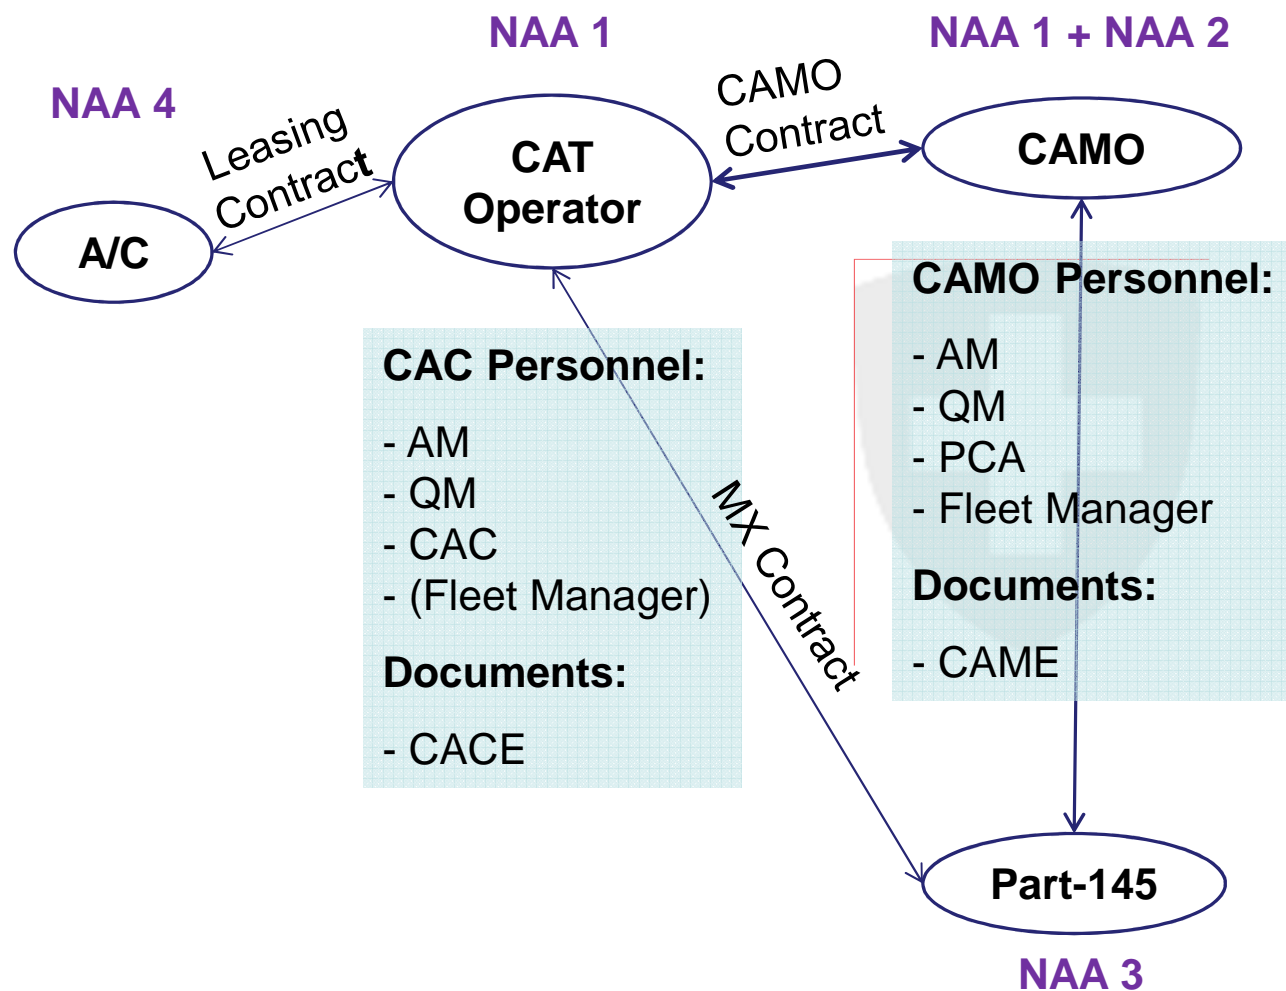 NAA 1
NAA 1 + NAA 2
NAA 4
Leasing
Contract
CAMO
Contract
CAT
Operator
CAMO
A/C
CAC Personnel:
- AM
- QM
- CAC
- (Fleet Manager)
Documents:
- CACE
MX Contract
CAMO Personnel:
- AM
- QM
- PCA
- Fleet Manager
Documents:
- CAME
Part-145
NAA 3